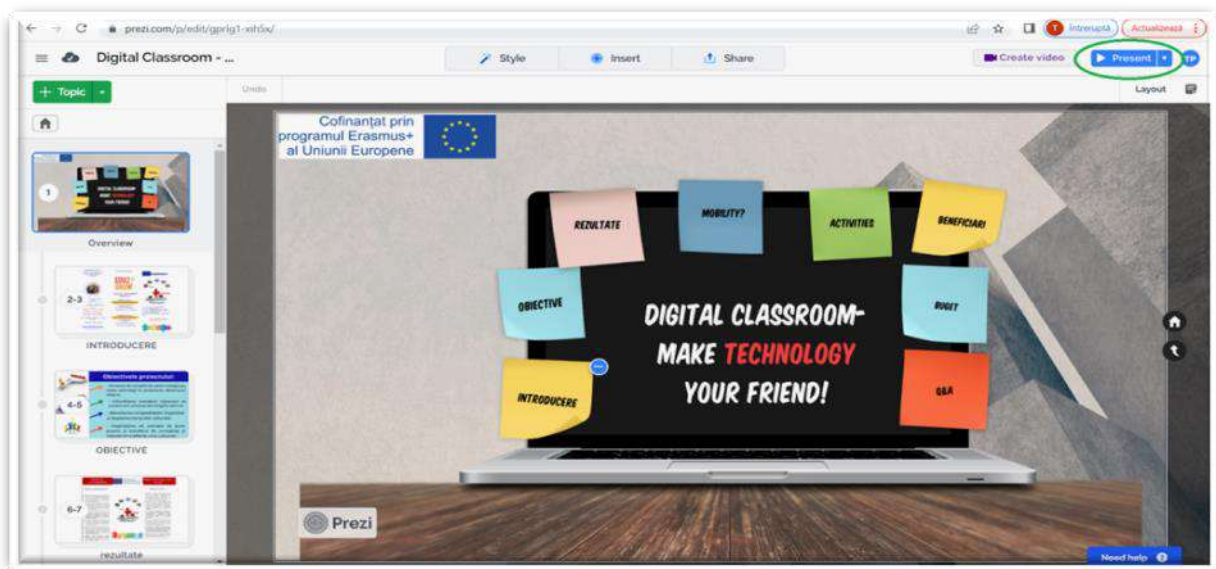 prezi.com/p/edit/gprig1-xih5x/
Întreruptă
Actualizează
Digital Classroom - ...
Style
Insert
Share
Create video
Present
TP
+ Topic
Undo
Layout
1
Overview
2-3
INTRODUCERE
4-5
Obiectivele proiectului
OBIECTIVE
6-7
rezultate
Cofinanțat prin
programul Erasmus+
al Uniunii Europene
REZULTATE
MOBILITY?
ACTIVITIES
BENEFICIARI
OBIECTIVE
BUGET
INTRODUCERE
Q&A
DIGITAL CLASSROOM-
MAKE TECHNOLOGY
YOUR FRIEND!
Prezi
Need help